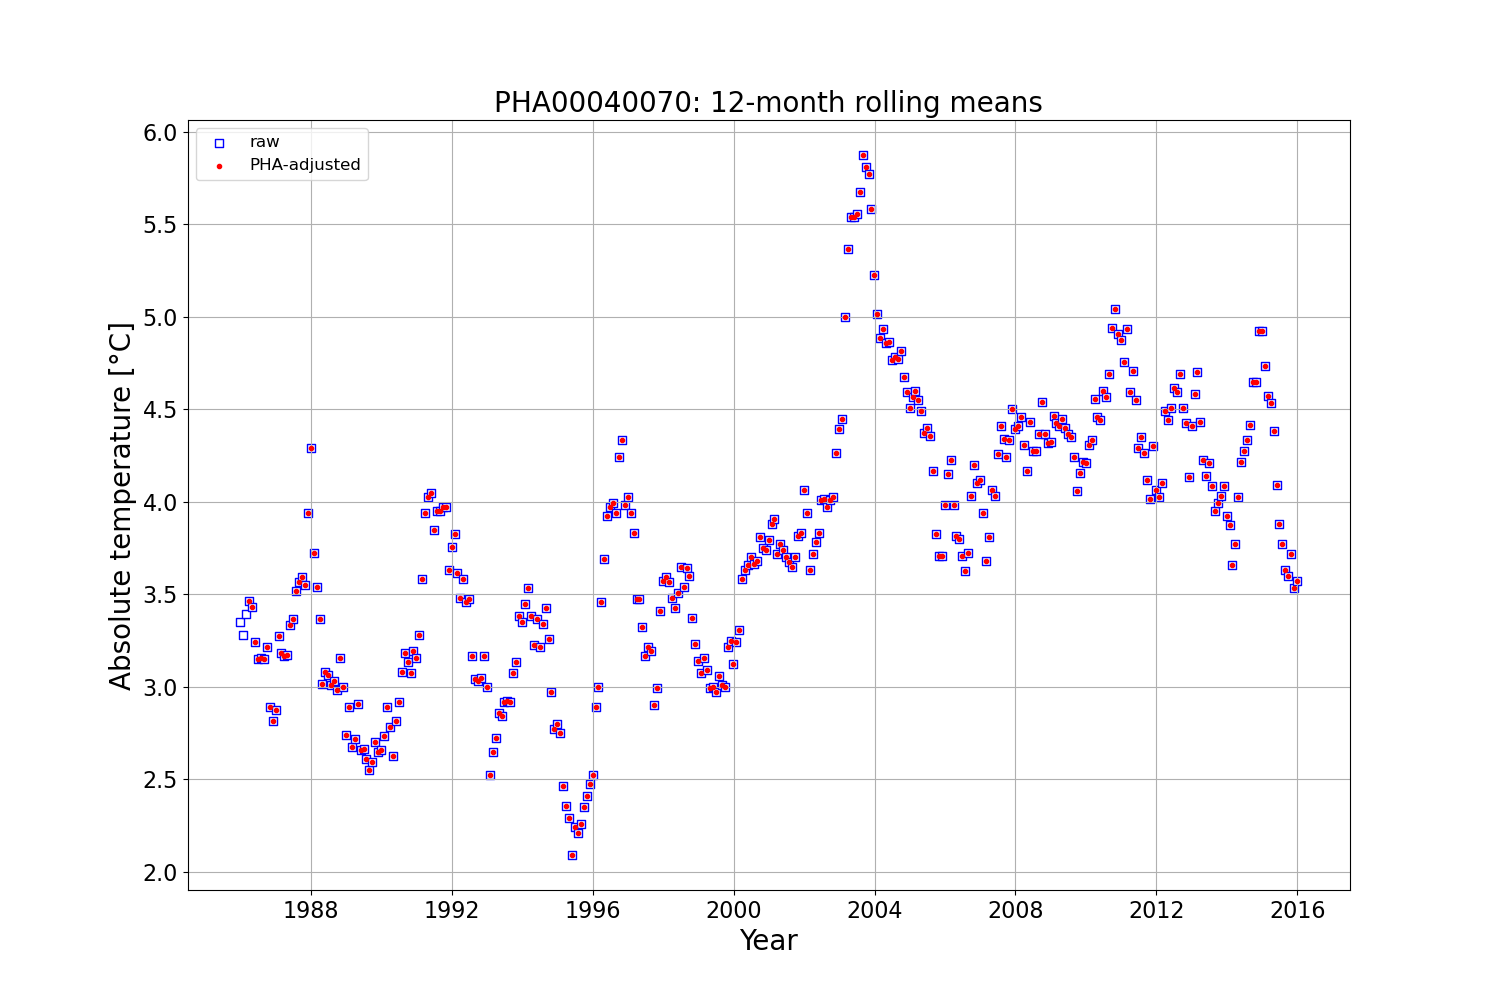 PHA00040070: 12-month rolling means
raw
PHA-adjusted
6.0
5.5
5.0
4.5
4.0
3.5
3.0
2.5
2.0
Absolute temperature [°C]
1988 1992 1996 2000 2004 2008 2012 2016
Year